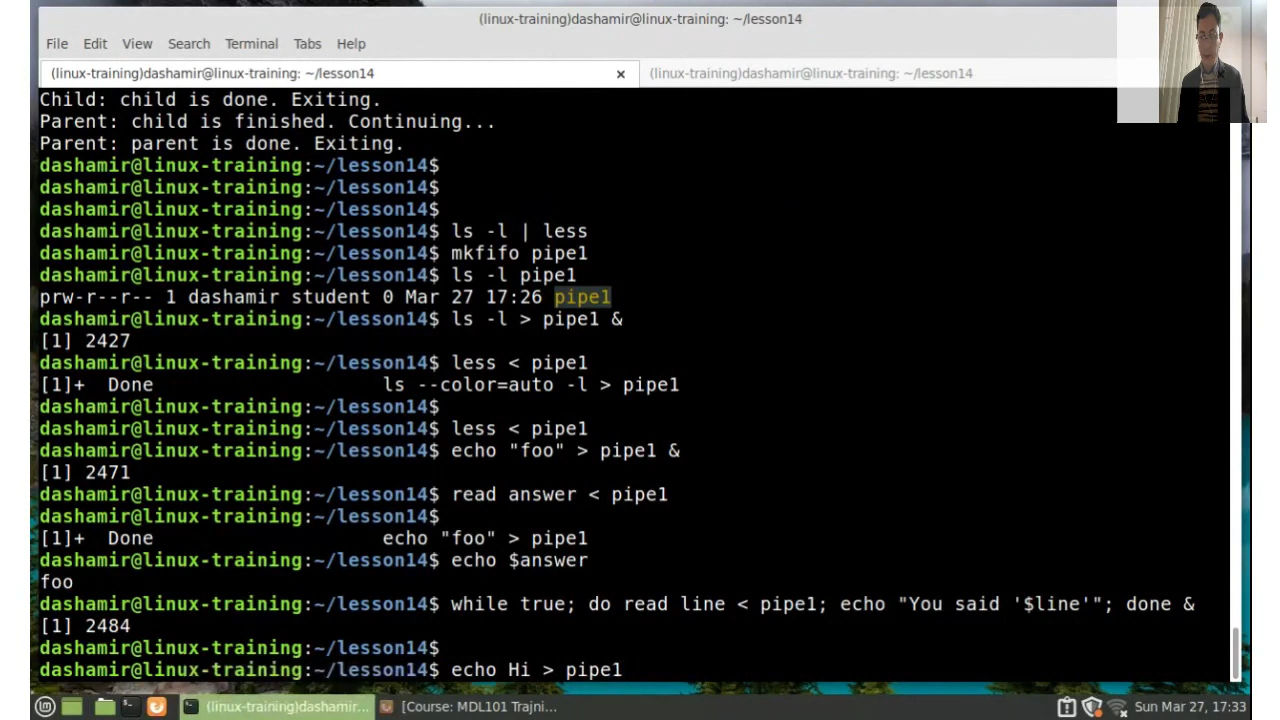 (linux-training)dashamir@linux-training: ~/lesson14
File Edit View Search Terminal Tabs Help
(linux-training)dashamir@linux-training: ~/lesson14 × (linux-training)dashamir@linux-training: ~/lesson14 ×
Child: child is done. Exiting.
Parent: child is finished. Continuing...
Parent: parent is done. Exiting.
dashamir@linux-training:~/lesson14$
dashamir@linux-training:~/lesson14$
dashamir@linux-training:~/lesson14$
dashamir@linux-training:~/lesson14$ ls -l | less
dashamir@linux-training:~/lesson14$ mkfifo pipe1
dashamir@linux-training:~/lesson14$ ls -l pipe1
prw-r--r-- 1 dashamir student 0 Mar 27 17:26 pipe1
dashamir@linux-training:~/lesson14$ ls -l > pipe1 &
[1] 2427
dashamir@linux-training:~/lesson14$ less < pipe1
[1]+  Done                    ls --color=auto -l > pipe1
dashamir@linux-training:~/lesson14$
dashamir@linux-training:~/lesson14$ less < pipe1
dashamir@linux-training:~/lesson14$ echo "foo" > pipe1 &
[1] 2471
dashamir@linux-training:~/lesson14$ read answer < pipe1
dashamir@linux-training:~/lesson14$
[1]+  Done                    echo "foo" > pipe1
dashamir@linux-training:~/lesson14$ echo $answer
foo
dashamir@linux-training:~/lesson14$ while true; do read line < pipe1; echo "You said '$line'"; done &
[1] 2484
dashamir@linux-training:~/lesson14$
dashamir@linux-training:~/lesson14$ echo Hi > pipe1
(linux-training)dashamir... [Course: MDL101 Trajni... Sun Mar 27, 17:33